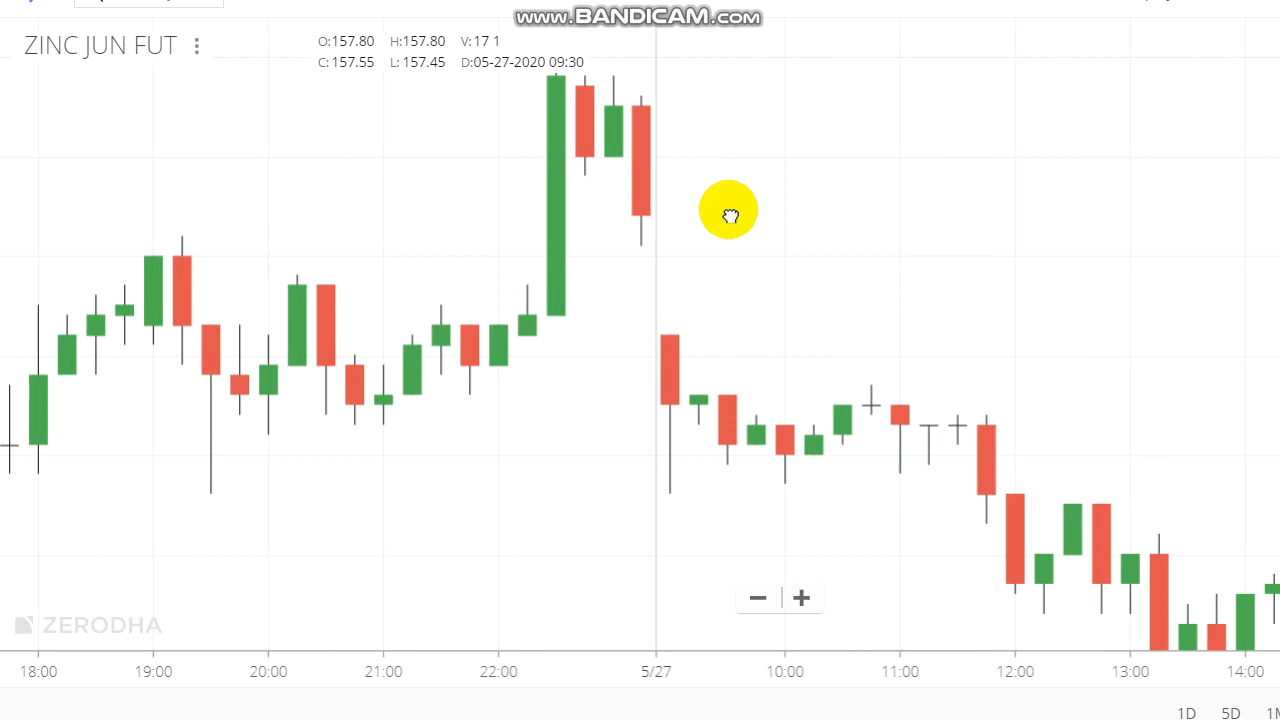 www.BANDICAM.com
ZINC JUN FUT
O:157.80 H:157.80 V:17 1
C:157.55 L:157.45 D:05-27-2020 09:30
ZERODHA
18:00 19:00 20:00 21:00 22:00 5/27 10:00 11:00 12:00 13:00 14:00
1D 5D